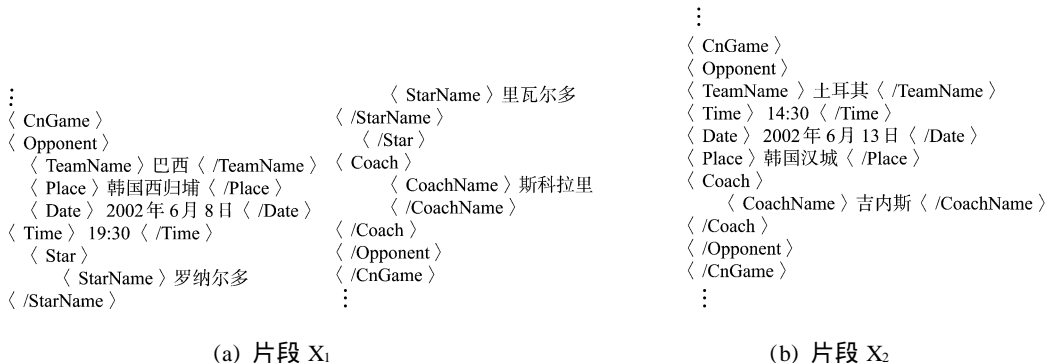 ⋮
〈 CnGame 〉
〈 Opponent 〉
〈 TeamName 〉巴西〈 /TeamName 〉
〈 Place 〉韩国西归埔〈 /Place 〉
〈 Date 〉2002年6月8日〈 /Date 〉
〈 Time 〉19:30〈 /Time 〉
〈 Star 〉
〈 StarName 〉罗纳尔多
〈 /StarName 〉
〈 StarName 〉里瓦尔多
〈 /StarName 〉
〈 /Star 〉
〈 Coach 〉
〈 CoachName 〉斯科拉里
〈 /CoachName 〉
〈 /Coach 〉
〈 /Opponent 〉
〈 /CnGame 〉
⋮
(a) 片段 X1
⋮
〈 CnGame 〉
〈 Opponent 〉
〈 TeamName 〉土耳其〈 /TeamName 〉
〈 Time 〉14:30〈 /Time 〉
〈 Date 〉2002年6月13日〈 /Date 〉
〈 Place 〉韩国汉城〈 /Place 〉
〈 Coach 〉
〈 CoachName 〉吉内斯〈 /CoachName 〉
〈 /Coach 〉
〈 /Opponent 〉
〈 /CnGame 〉
⋮
(b) 片段 X2